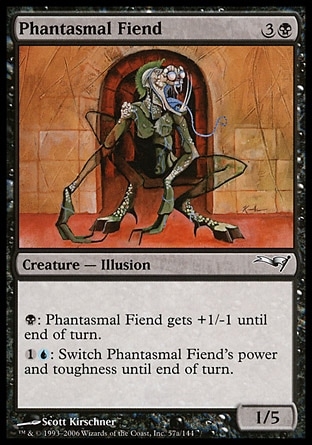 Phantasmal Fiend 3
Creature — Illusion
: Phantasmal Fiend gets +1/-1 until
end of turn.
1 : Switch Phantasmal Fiend's power
and toughness until end of turn.
Scott Kirschner
™ & © 1993–2006 Wizards of the Coast, Inc. 57a/144
1/5